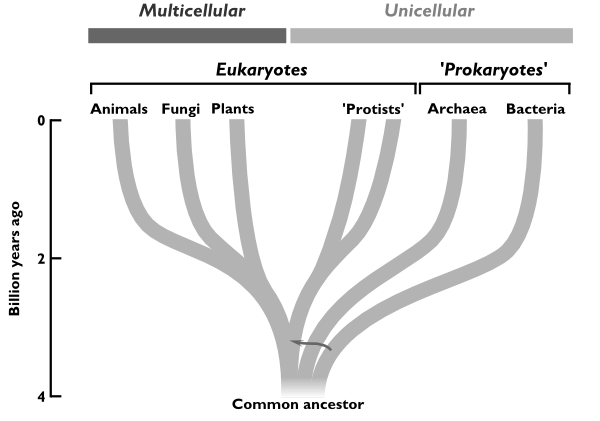 Multicellular Unicellular
Eukaryotes 'Prokaryotes'
Animals Fungi Plants 'Protists' Archaea Bacteria
0
2
4
Billion years ago
Common ancestor